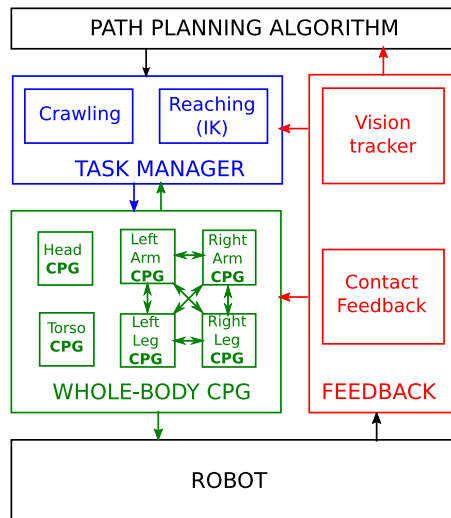 PATH PLANNING ALGORITHM
Crawling
Reaching
(IK)
TASK MANAGER
Vision
tracker
Head
CPG
Left
Arm
CPG
Right
Arm
CPG
Torso
CPG
Left
Leg
CPG
Right
Leg
CPG
WHOLE-BODY CPG
Contact
Feedback
FEEDBACK
ROBOT